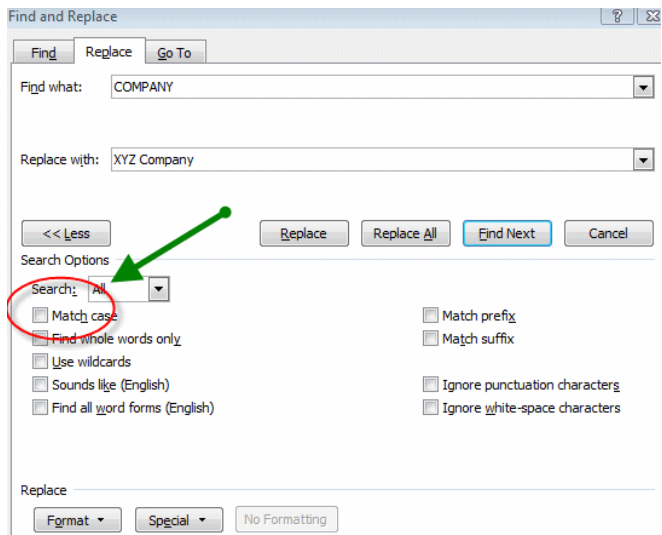 Find and Replace
Find Replace Go To
Find what: COMPANY
Replace with: XYZ Company
<< Less Replace Replace All Find Next Cancel
Search Options
Search: All
Match case Match prefix
Find whole words only Match suffix
Use wildcards
Sounds like (English) Ignore punctuation characters
Find all word forms (English) Ignore white-space characters
Replace
Format Special No Formatting